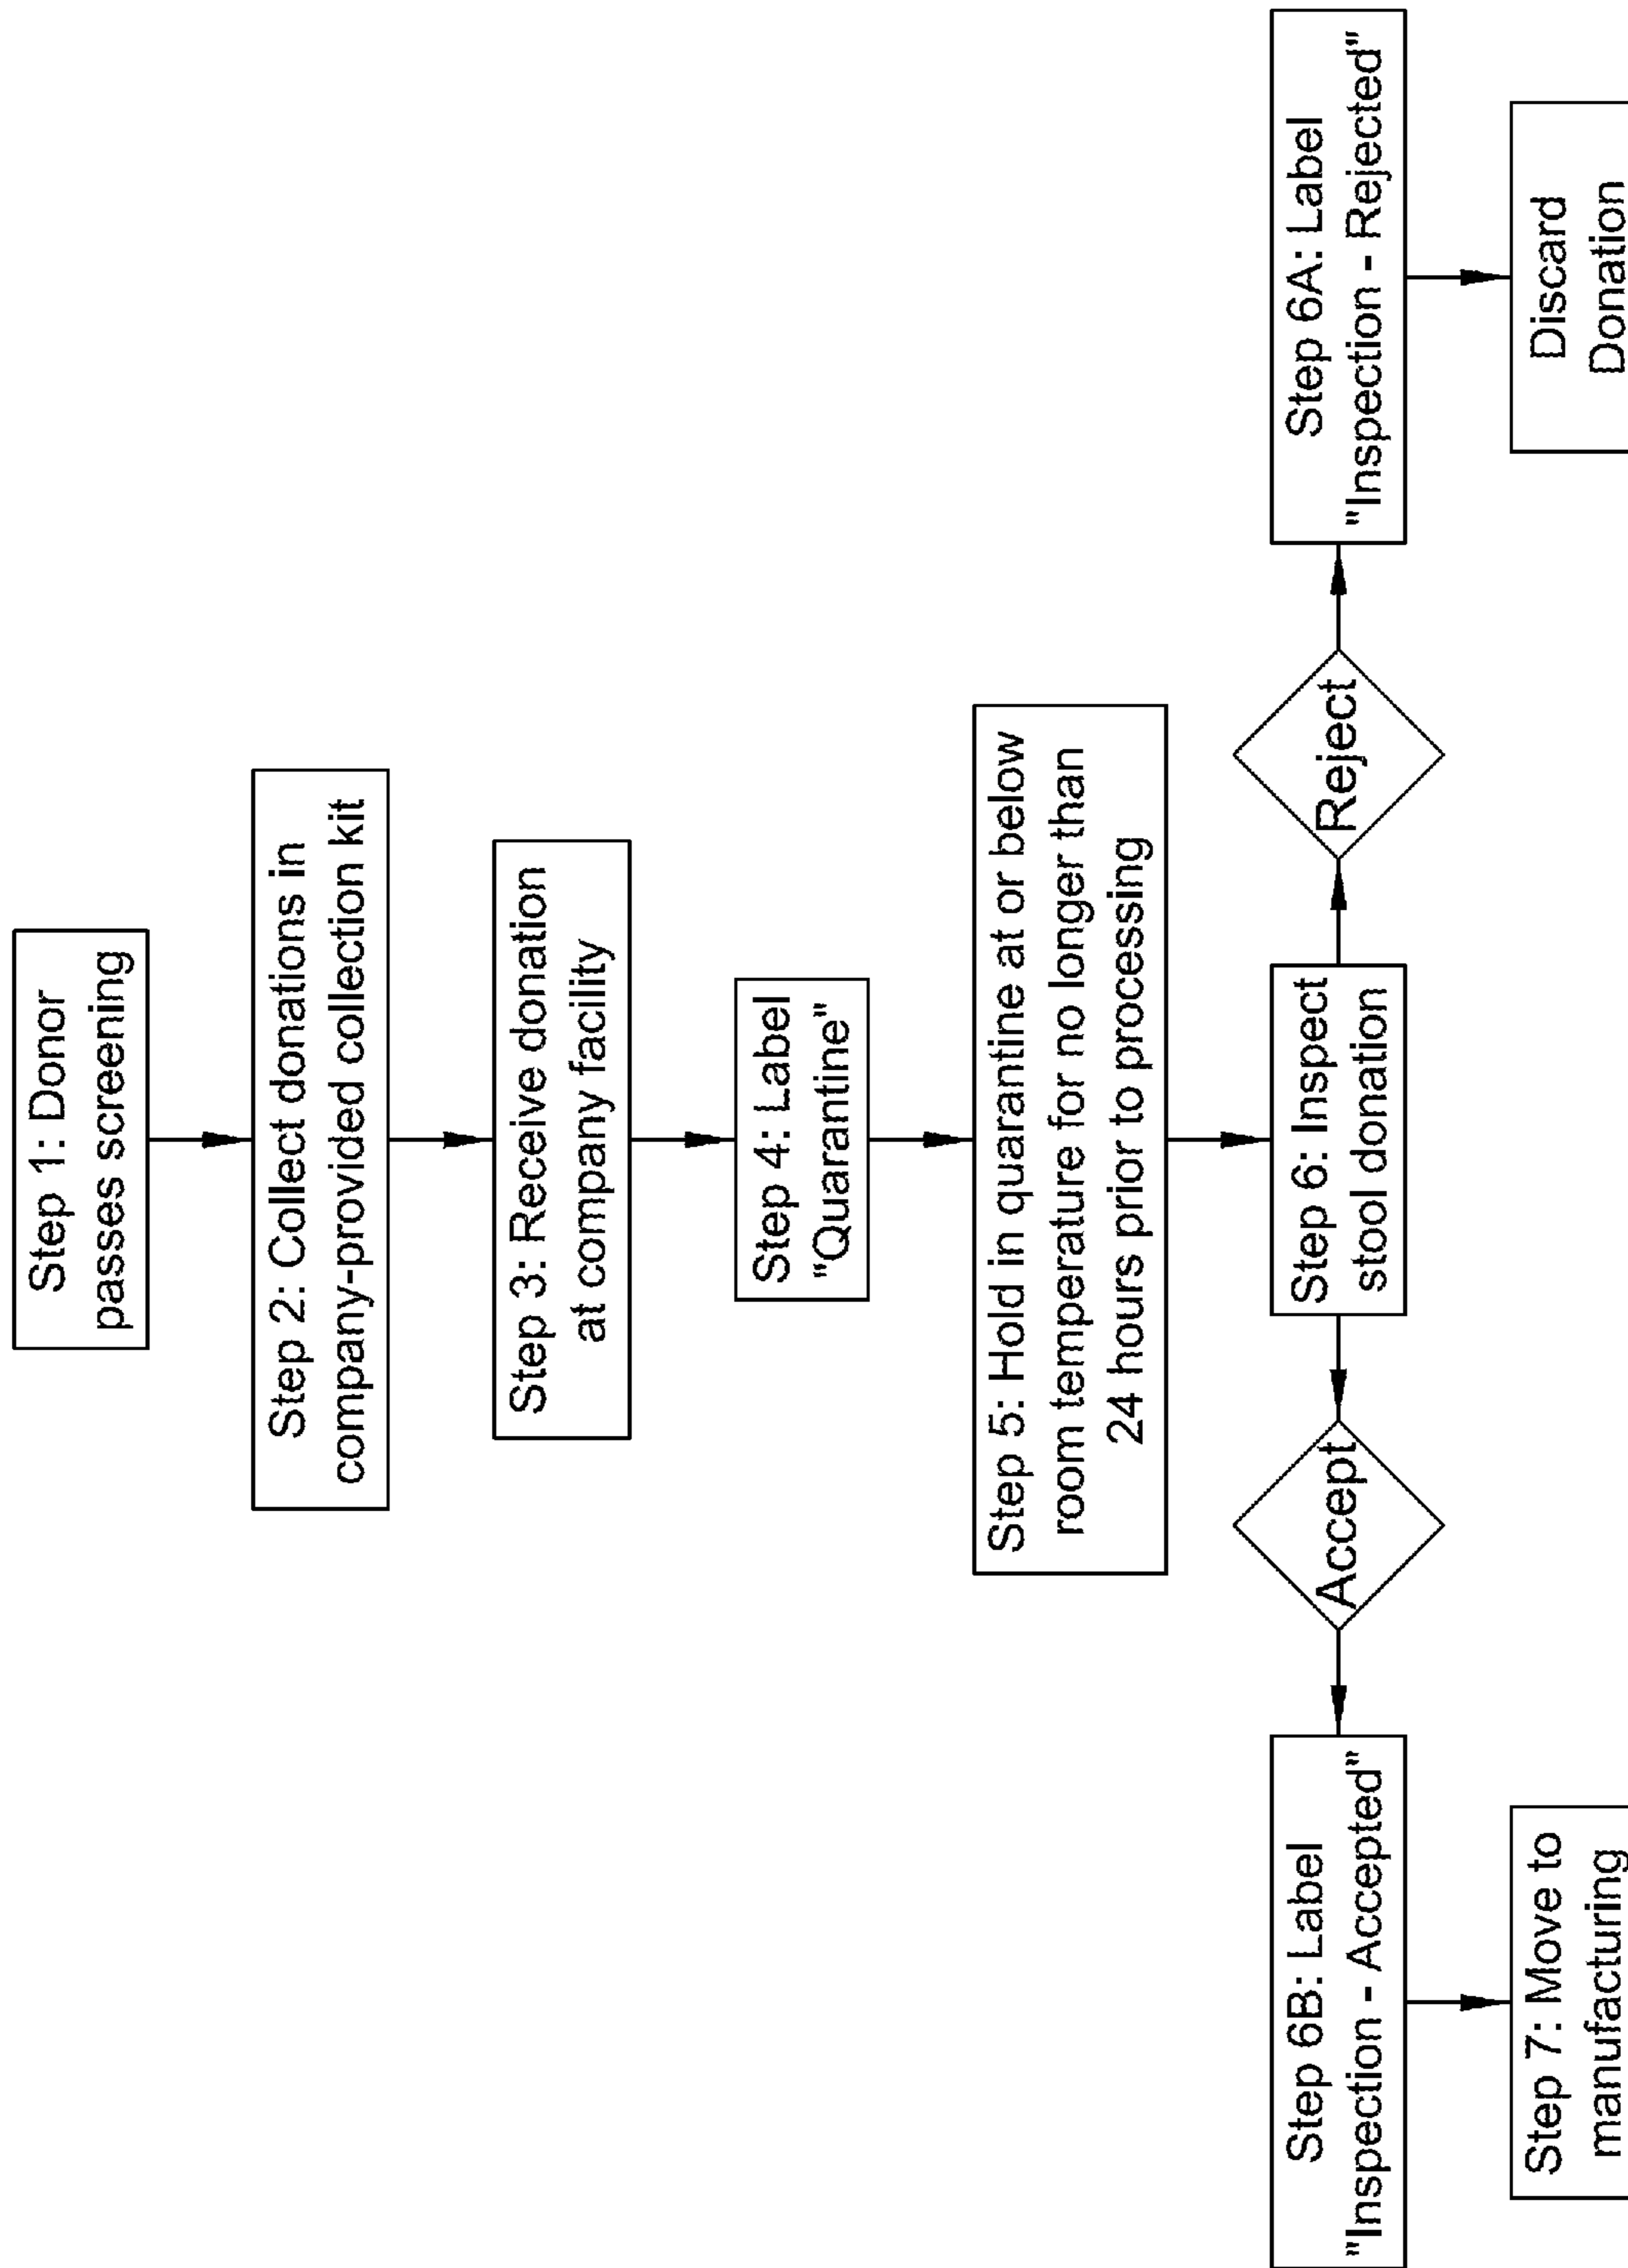 Step 1: Donor
passes screening
Step 2: Collect donations in
company-provided collection kit
Step 3: Receive donation
at company facility
Step 4: Label
"Quarantine"
Step 5: Hold in quarantine at or below
room temperature for no longer than
24 hours prior to processing
Step 6: Inspect
stool donation
Accept
Reject
Step 6B: Label
"Inspection - Accepted"
Step 6A: Label
"Inspection - Rejected"
Step 7: Move to
manufacturing
Discard
Donation